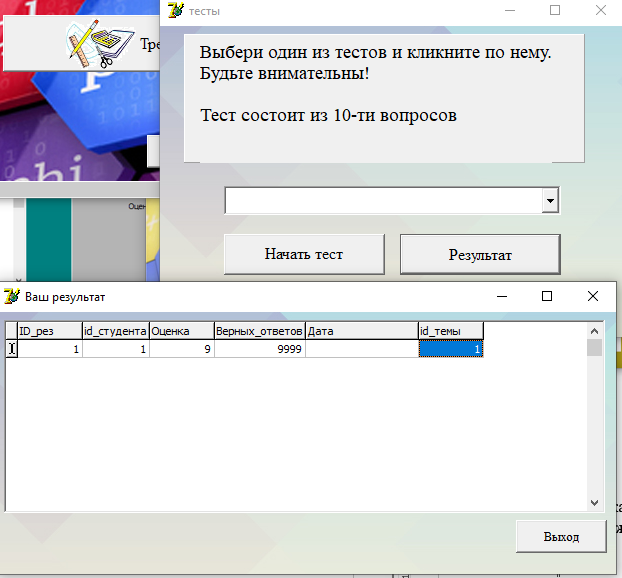 тесты
Тре
Выбери один из тестов и кликните по нему.
Будьте внимательны!
Тест состоит из 10-ти вопросов
Оцен
Начать тест
Результат
Ваш результат
ID_рез id_студента Оценка Верных_ответов Дата id_темы
1 1 9 9999 1
Выход